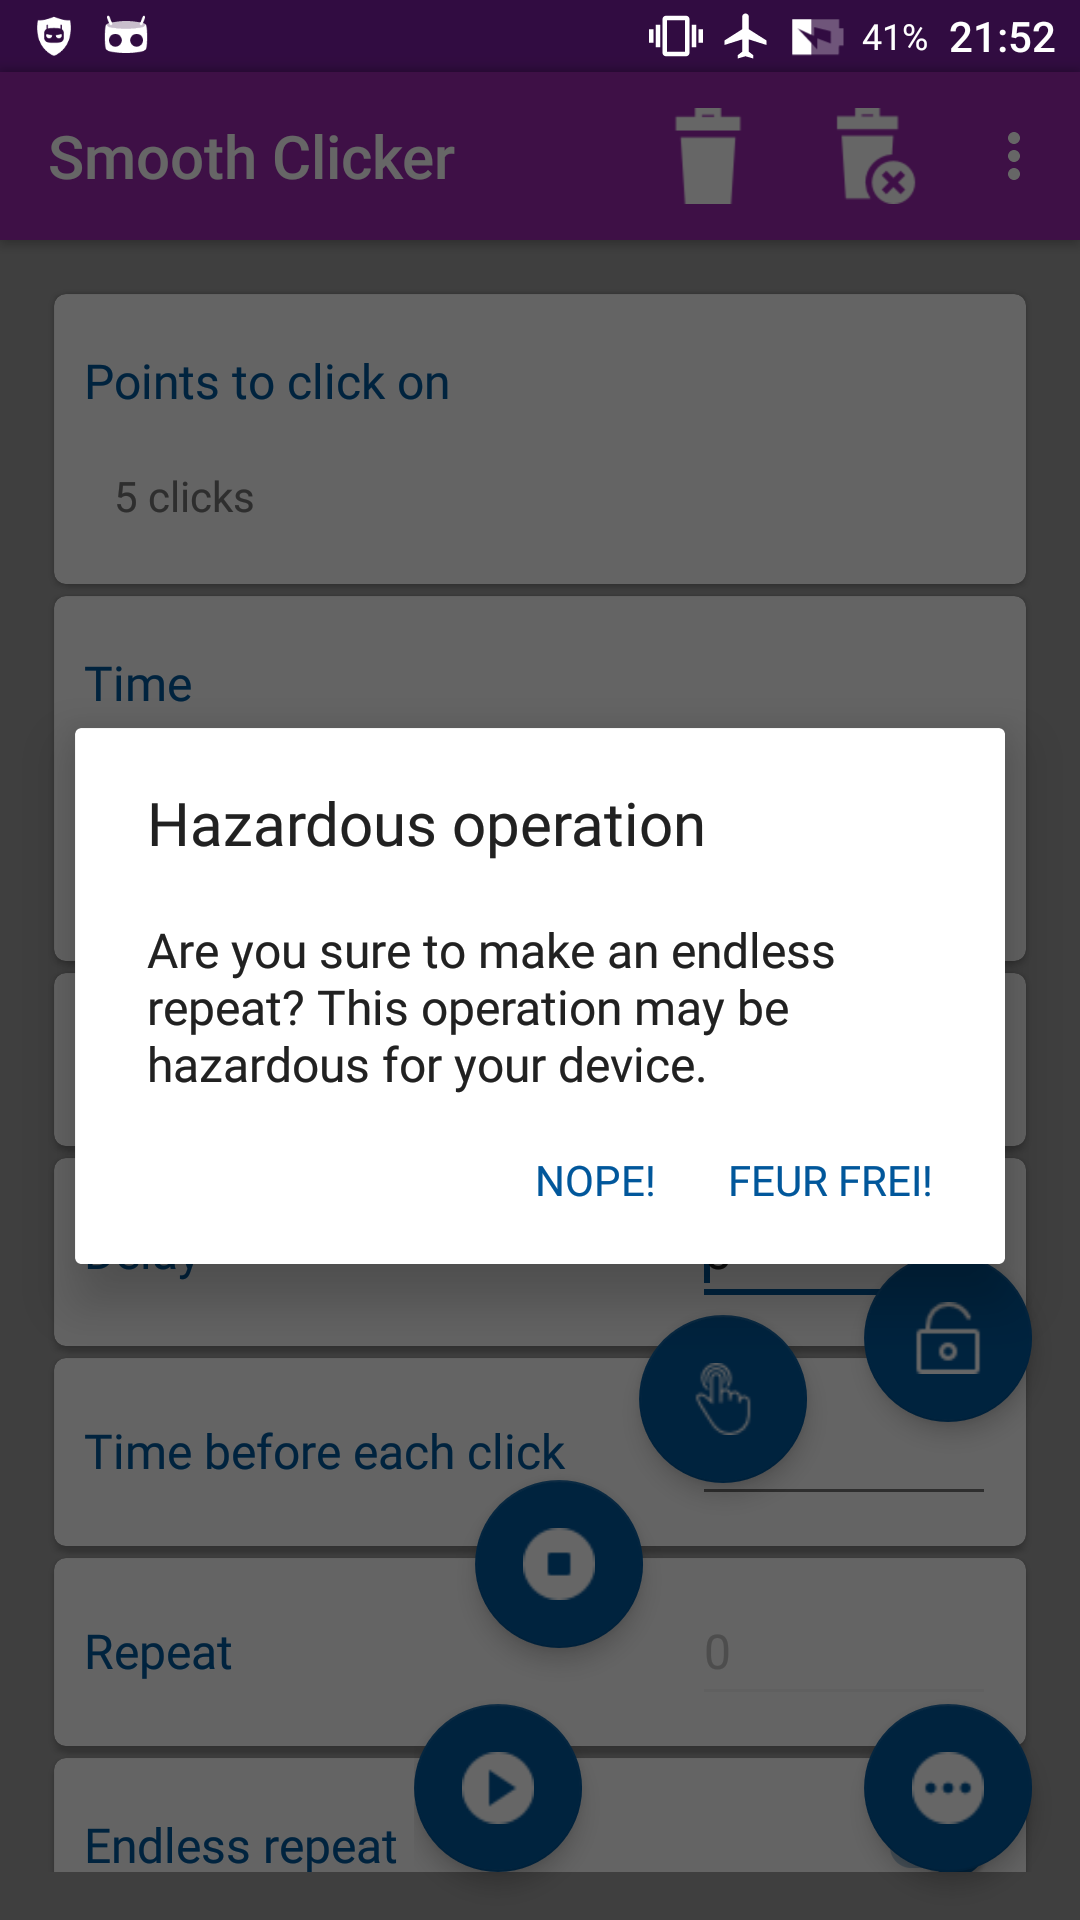 41% 21:52
Smooth Clicker
Points to click on
5 clicks
Time
Hazardous operation
Are you sure to make an endless
repeat? This operation may be
hazardous for your device.
NOPE! FEUR FREI!
Delay
Time before each click
Repeat 0
Endless repeat